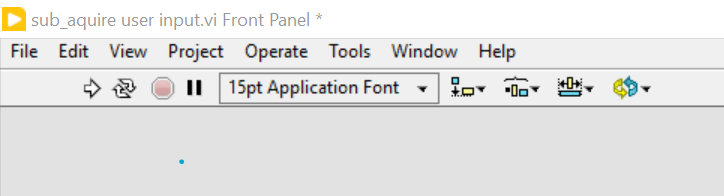 sub_aquire user input.vi Front Panel *
File Edit View Project Operate Tools Window Help
15pt Application Font